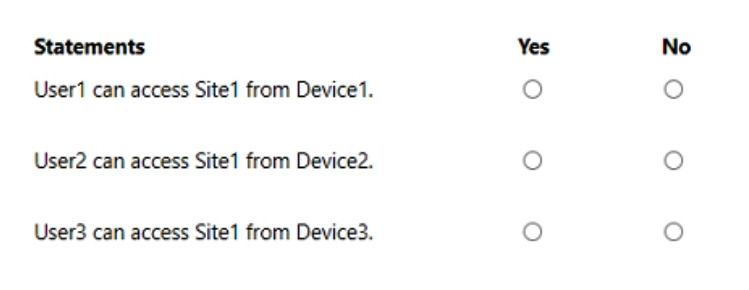 Statements Yes No
User1 can access Site1 from Device1.
User2 can access Site1 from Device2.
User3 can access Site1 from Device3.